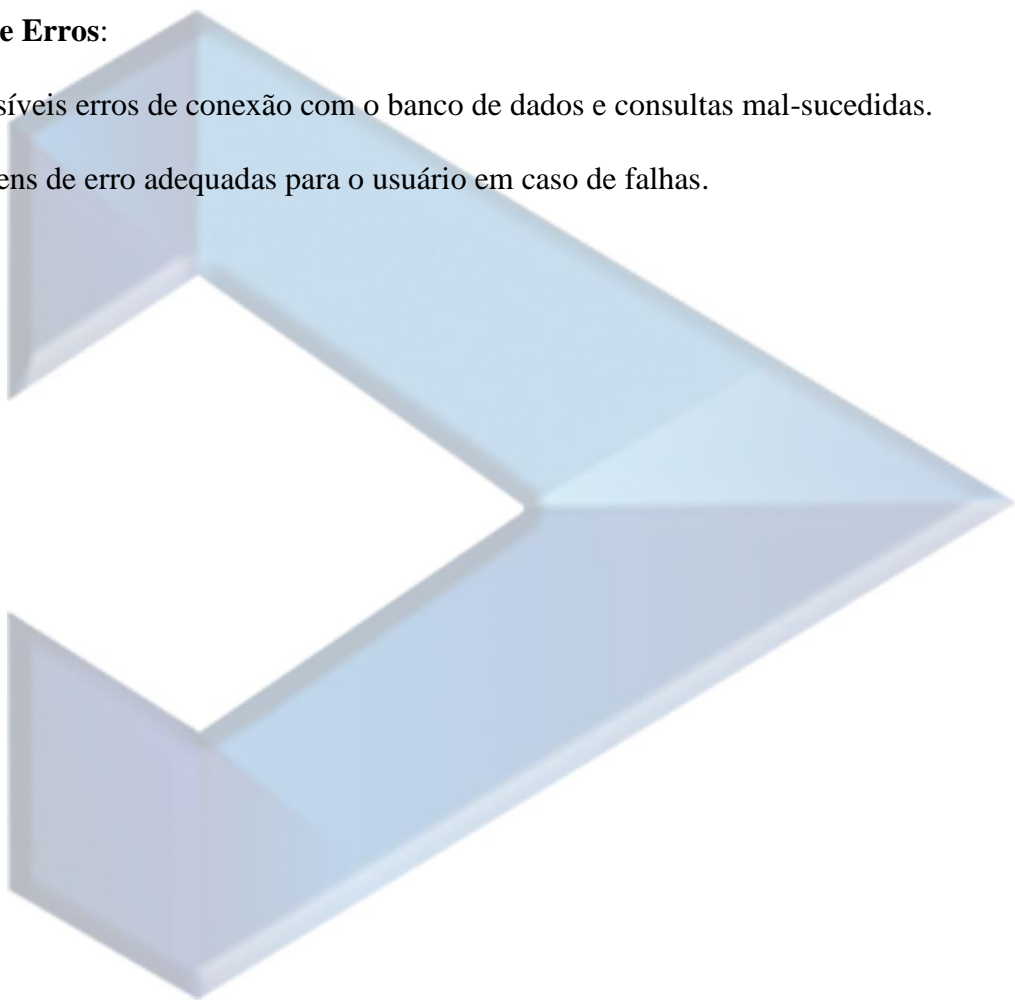 e Erros:
síveis erros de conexão com o banco de dados e consultas mal-sucedidas.
ens de erro adequadas para o usuário em caso de falhas.